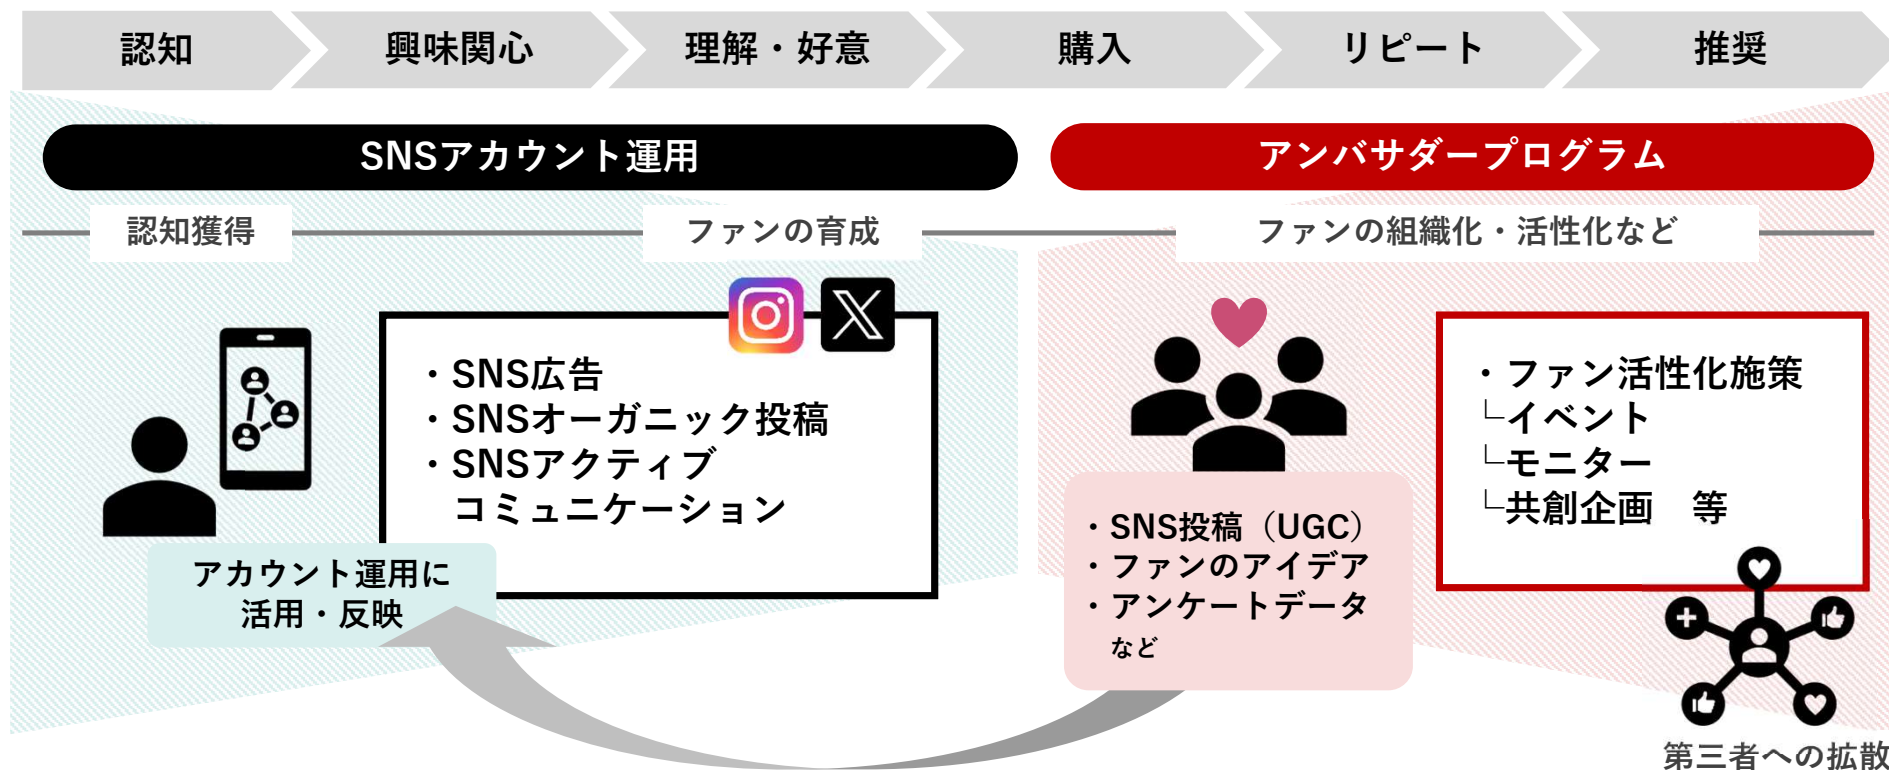 認知
興味関心
理解・好意
購入
リピート
推奨
SNSアカウント運用
アンバサダープログラム
認知獲得
ファンの育成
ファンの組織化・活性化など
・SNS広告
・SNSオーガニック投稿
・SNSアクティブ
コミュニケーション
アカウント運用に
活用・反映
・SNS投稿（UGC）
・ファンのアイデア
・アンケートデータ
など
・ファン活性化施策
└イベント
└モニター
└共創企画　等
第三者への拡散